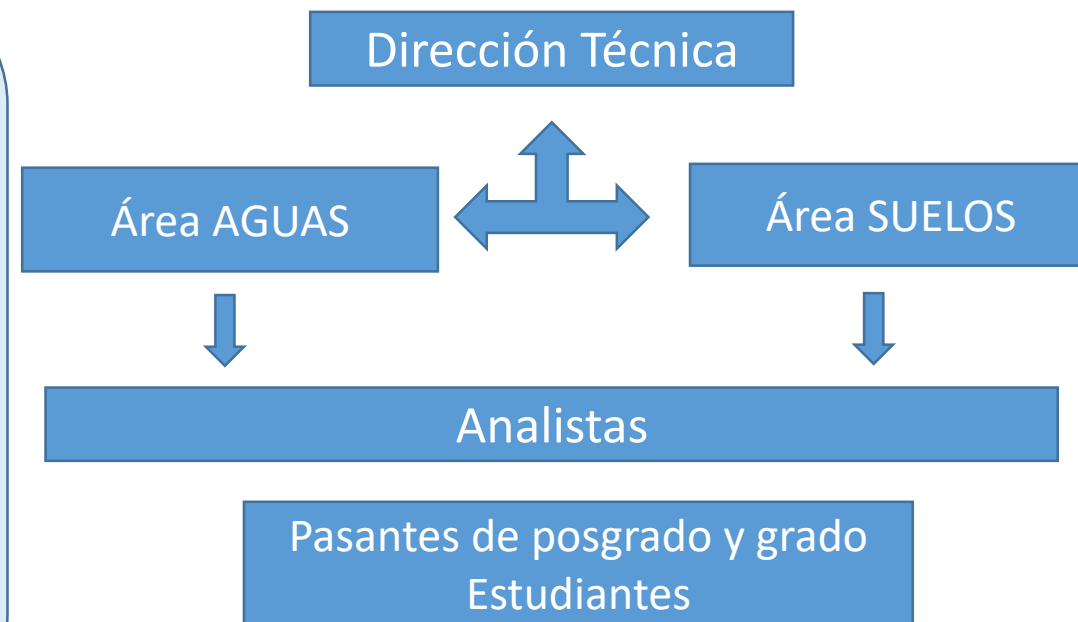 Dirección Técnica
Área AGUAS
Área SUELOS
Analistas
Pasantes de posgrado y grado
Estudiantes